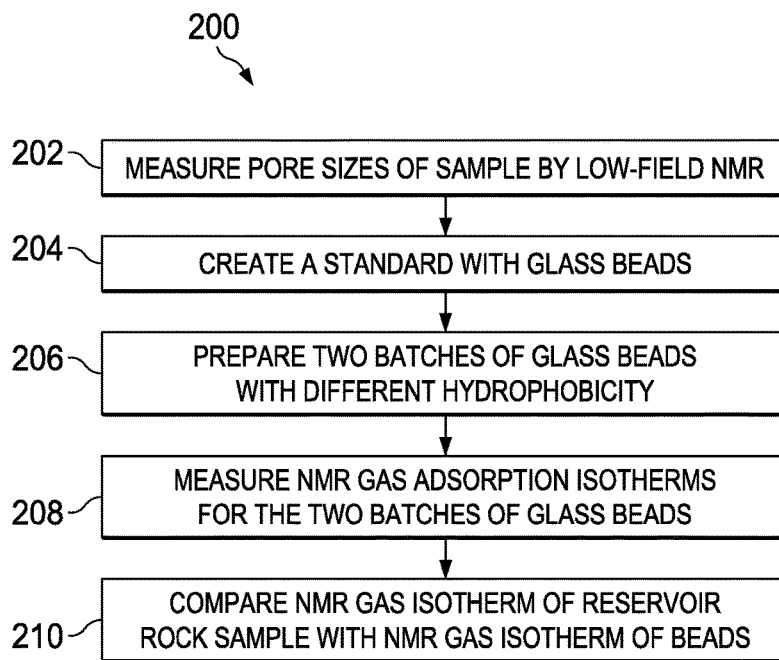 200
202
MEASURE PORE SIZES OF SAMPLE BY LOW-FIELD NMR
204
CREATE A STANDARD WITH GLASS BEADS
206
PREPARE TWO BATCHES OF GLASS BEADS
WITH DIFFERENT HYDROPHOBICITY
208
MEASURE NMR GAS ADSORPTION ISOTHERMS
FOR THE TWO BATCHES OF GLASS BEADS
210
COMPARE NMR GAS ISOTHERM OF RESERVOIR
ROCK SAMPLE WITH NMR GAS ISOTHERM OF BEADS